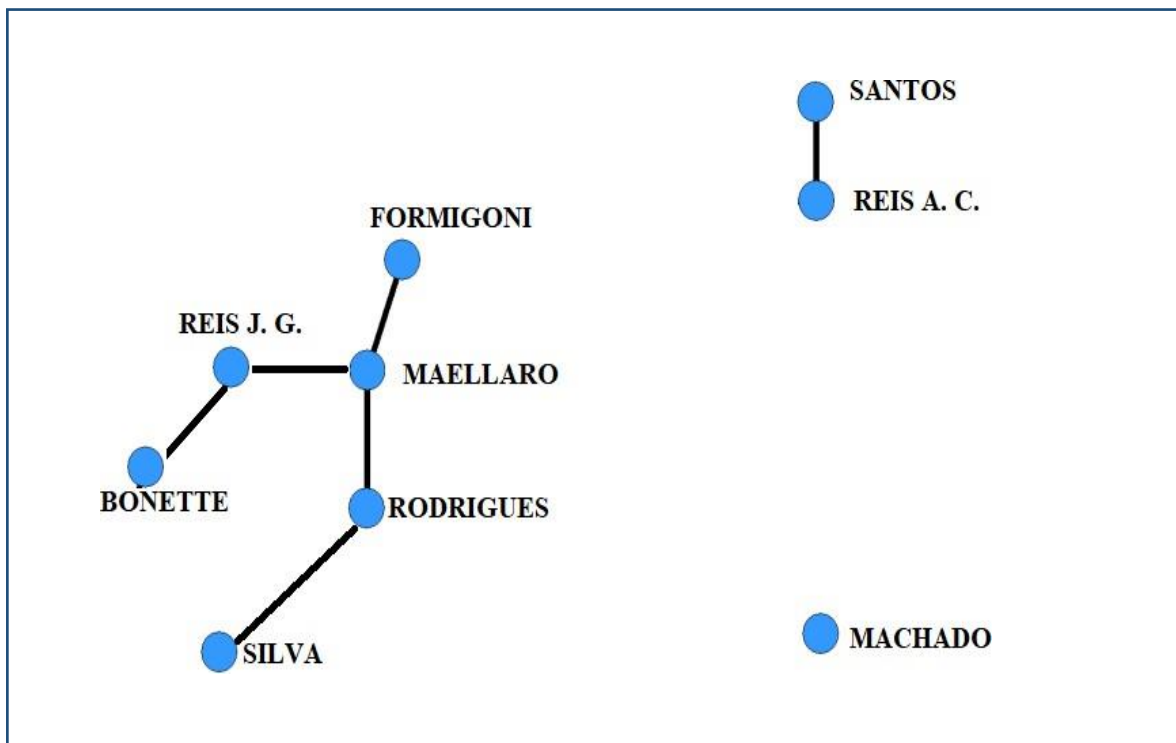 SANTOS
REIS A. C.
FORMIGONI
REIS J. G.
MAELLARO
BONETTE
RODRIGUES
SILVA
MACHADO